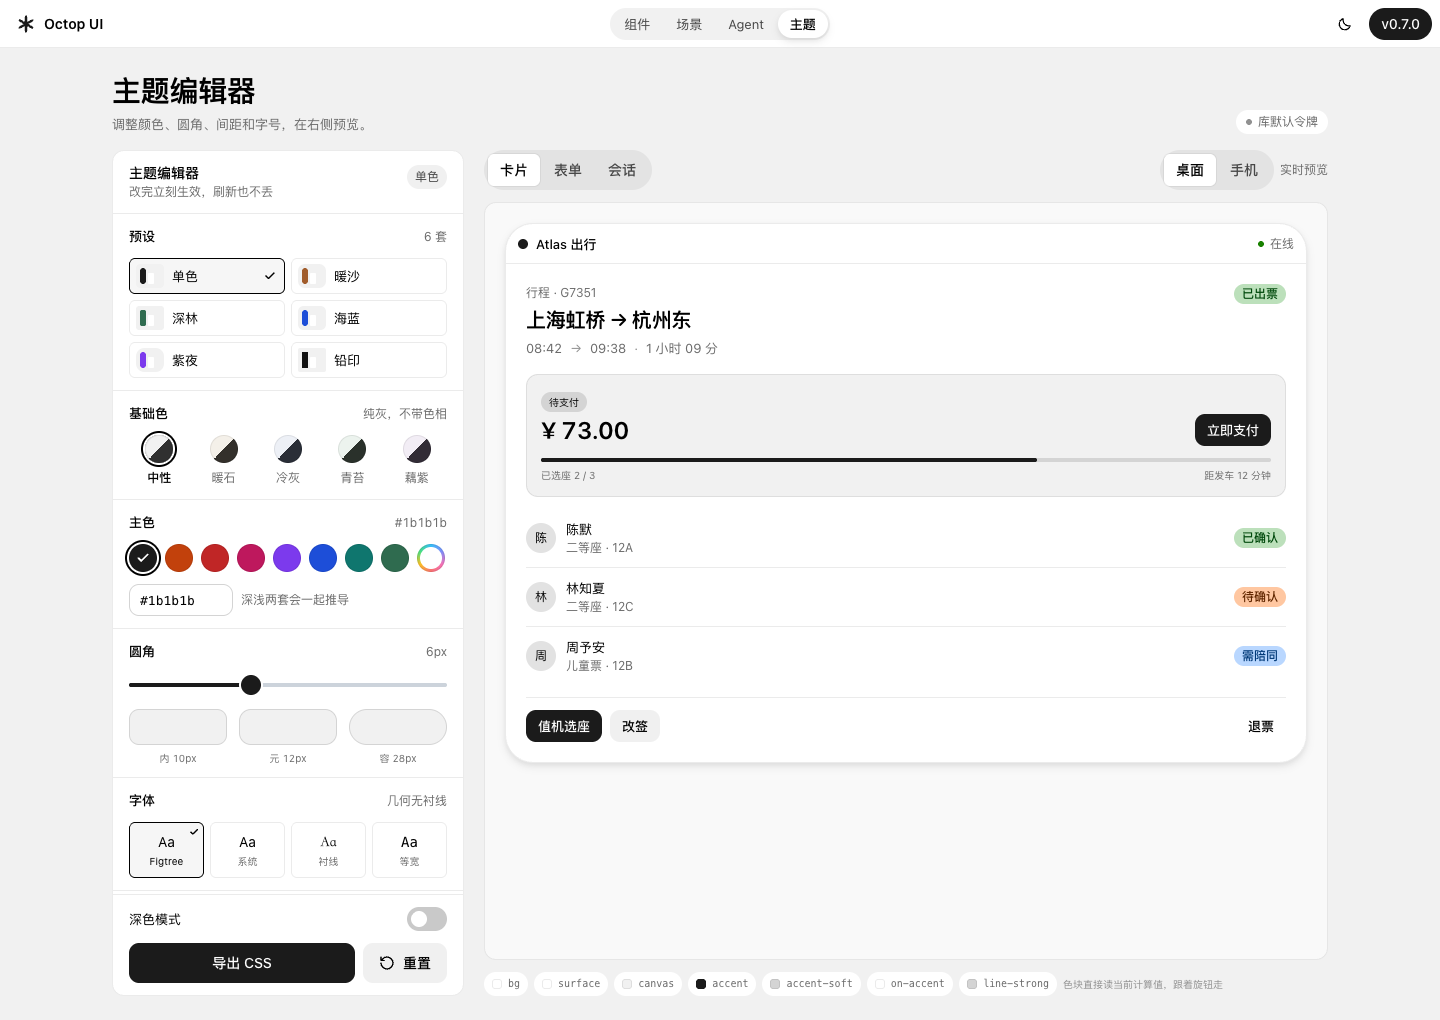 Octop UI
组件 场景 Agent 主题
v0.7.0
主题编辑器
调整颜色、圆角、间距和字号，在右侧预览。
库默认令牌
主题编辑器
改完立刻生效，刷新也不丢
单色
预设
6 套
单色
暖沙
深林
海蓝
紫夜
铅印
基础色
纯灰，不带色相
中性 暖石 冷灰 青苔 藕紫
主色
#1b1b1b
#1b1b1b
深浅两套会一起推导
圆角
6px
内 10px
元 12px
容 28px
字体
几何无衬线
Aa
Figtree
Aa
系统
Aa
衬线
Aa
等宽
深色模式
导出 CSS
重置
卡片 表单 会话
桌面 手机
实时预览
Atlas 出行
在线
行程 · G7351
已出票
上海虹桥 → 杭州东
08:42 → 09:38 · 1 小时 09 分
待支付
¥ 73.00
立即支付
已选座 2 / 3
距发车 12 分钟
陈
陈默
二等座 · 12A
已确认
林
林知夏
二等座 · 12C
待确认
周
周予安
儿童票 · 12B
需陪同
值机选座
改签
退票
bg surface canvas accent accent-soft on-accent line-strong
色块直接读当前计算值，跟着旋钮走